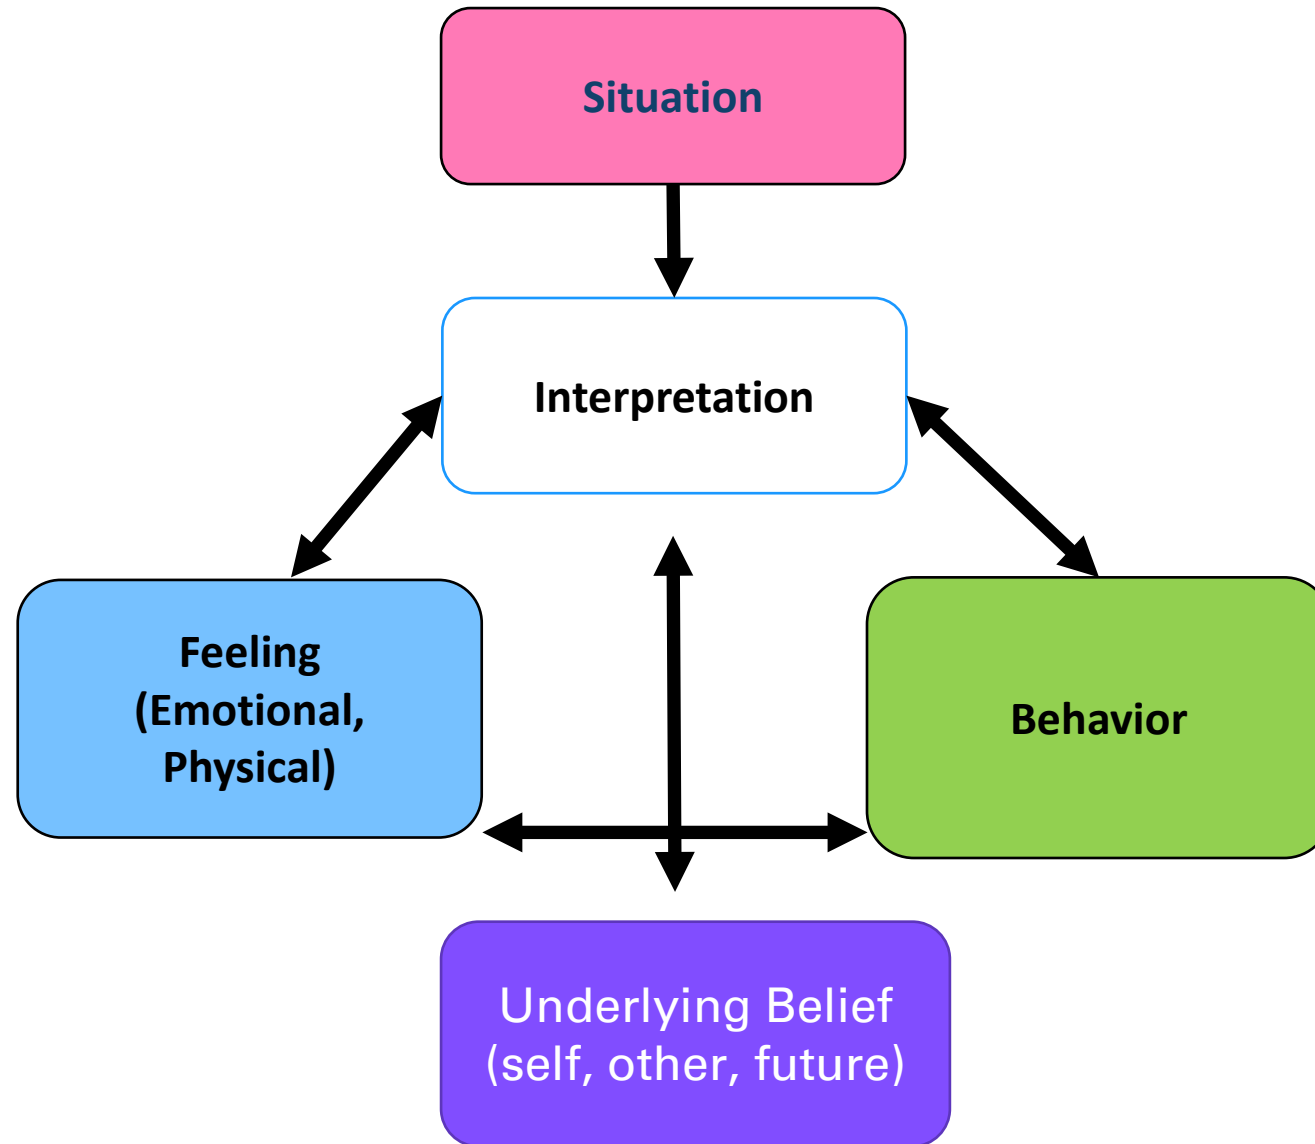 Situation
Interpretation
Feeling
(Emotional,
Physical)
Behavior
Underlying Belief
(self, other, future)